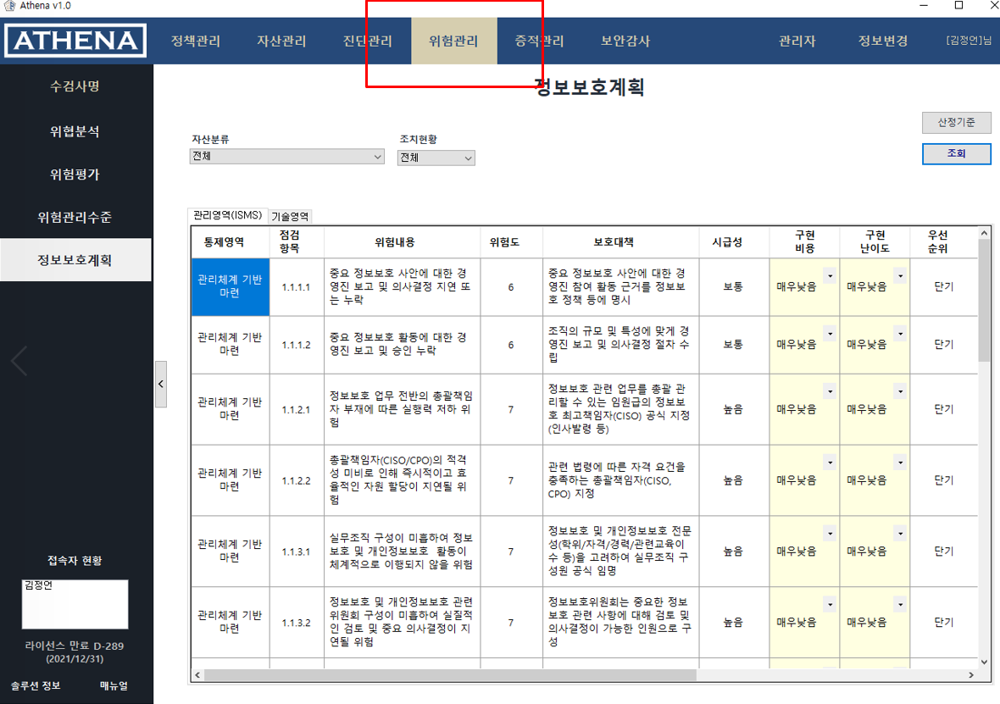 Athena v1.0
ATHENA
정책관리 자산관리 진단관리 위험관리 증적관리 보안감사 관리자 정보변경 [김정언]님
수검사명
위협분석
위험평가
위험관리수준
정보보호계획
접속자 현황
김정언
라이선스 만료 D-289
(2021/12/31)
솔루션 정보 매뉴얼
정보보호계획
산정기준
조회
자산분류 조치현황
전체 전체
관리영역(ISMS) 기술영역
통제영역 점검 항목 위험내용 위험도 보호대책 시급성 구현 비용 구현 난이도 우선 순위
관리체계 기반
마련
1.1.1.1
중요 정보보호 사안에 대한 경
영진 보고 및 의사결정 지연 또
는 누락
6
중요 정보보호 사안에 대한 경
영진 참여 활동 근거를 정보보
호 정책 등에 명시
보통 매우낮음 매우낮음 단기
관리체계 기반
마련
1.1.1.2
중요 정보보호 활동에 대한 경
영진 보고 및 승인 누락
6
조직의 규모 및 특성에 맞게 경
영진 보고 및 의사결정 절차 수
립
보통 매우낮음 매우낮음 단기
관리체계 기반
마련
1.1.2.1
정보보호 업무 전반의 총괄책임
자 부재에 따른 실행력 저하 위
험
7
정보보호 관련 업무를 총괄 관
리할 수 있는 임원급의 정보보
호 최고책임자(CISO) 공식 지정
(인사발령 등)
높음 매우낮음 매우낮음 단기
관리체계 기반
마련
1.1.2.2
총괄책임자(CISO/CPO)의 적격
성 미비로 인해 즉시적이고 효
율적인 자원 할당이 지연될 위
험
7
관련 법령에 따른 자격 요건을
충족하는 총괄책임자(CISO,
CPO) 지정
높음 매우낮음 매우낮음 단기
관리체계 기반
마련
1.1.3.1
실무조직 구성이 미흡하여 정보
보호 및 개인정보보호 활동이
체계적으로 이행되지 않을 위험
7
정보보호 및 개인정보보호 전문
성(학위/자격/경력/관련교육이
수 등)을 고려하여 실무조직 구
성원 공식 임명
높음 매우낮음 매우낮음 단기
관리체계 기반
마련
1.1.3.2
정보보호 및 개인정보보호 관련
위원회 구성이 미흡하여 실질적
인 검토 및 중요 의사결정이 지
연될 위험
7
정보보호위원회는 중요한 정보
보호 관련 사항에 대해 검토 및
의사결정이 가능한 인원으로 구
성
높음 매우낮음 매우낮음 단기